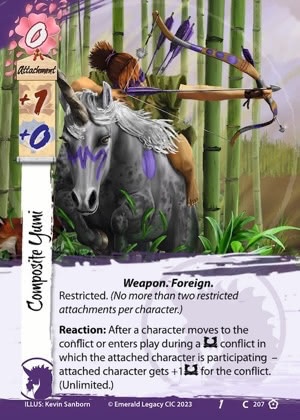 0
Attachment
+1
+0
Composite Yumi
Weapon. Foreign.
Restricted. (No more than two restricted
attachments per character.)
Reaction: After a character moves to the
conflict or enters play during a conflict in
which the attached character is participating –
attached character gets +1 for the conflict.
(Unlimited.)
ILLUS: Kevin Sanborn © Emerald Legacy CIC 2023 1 C 207